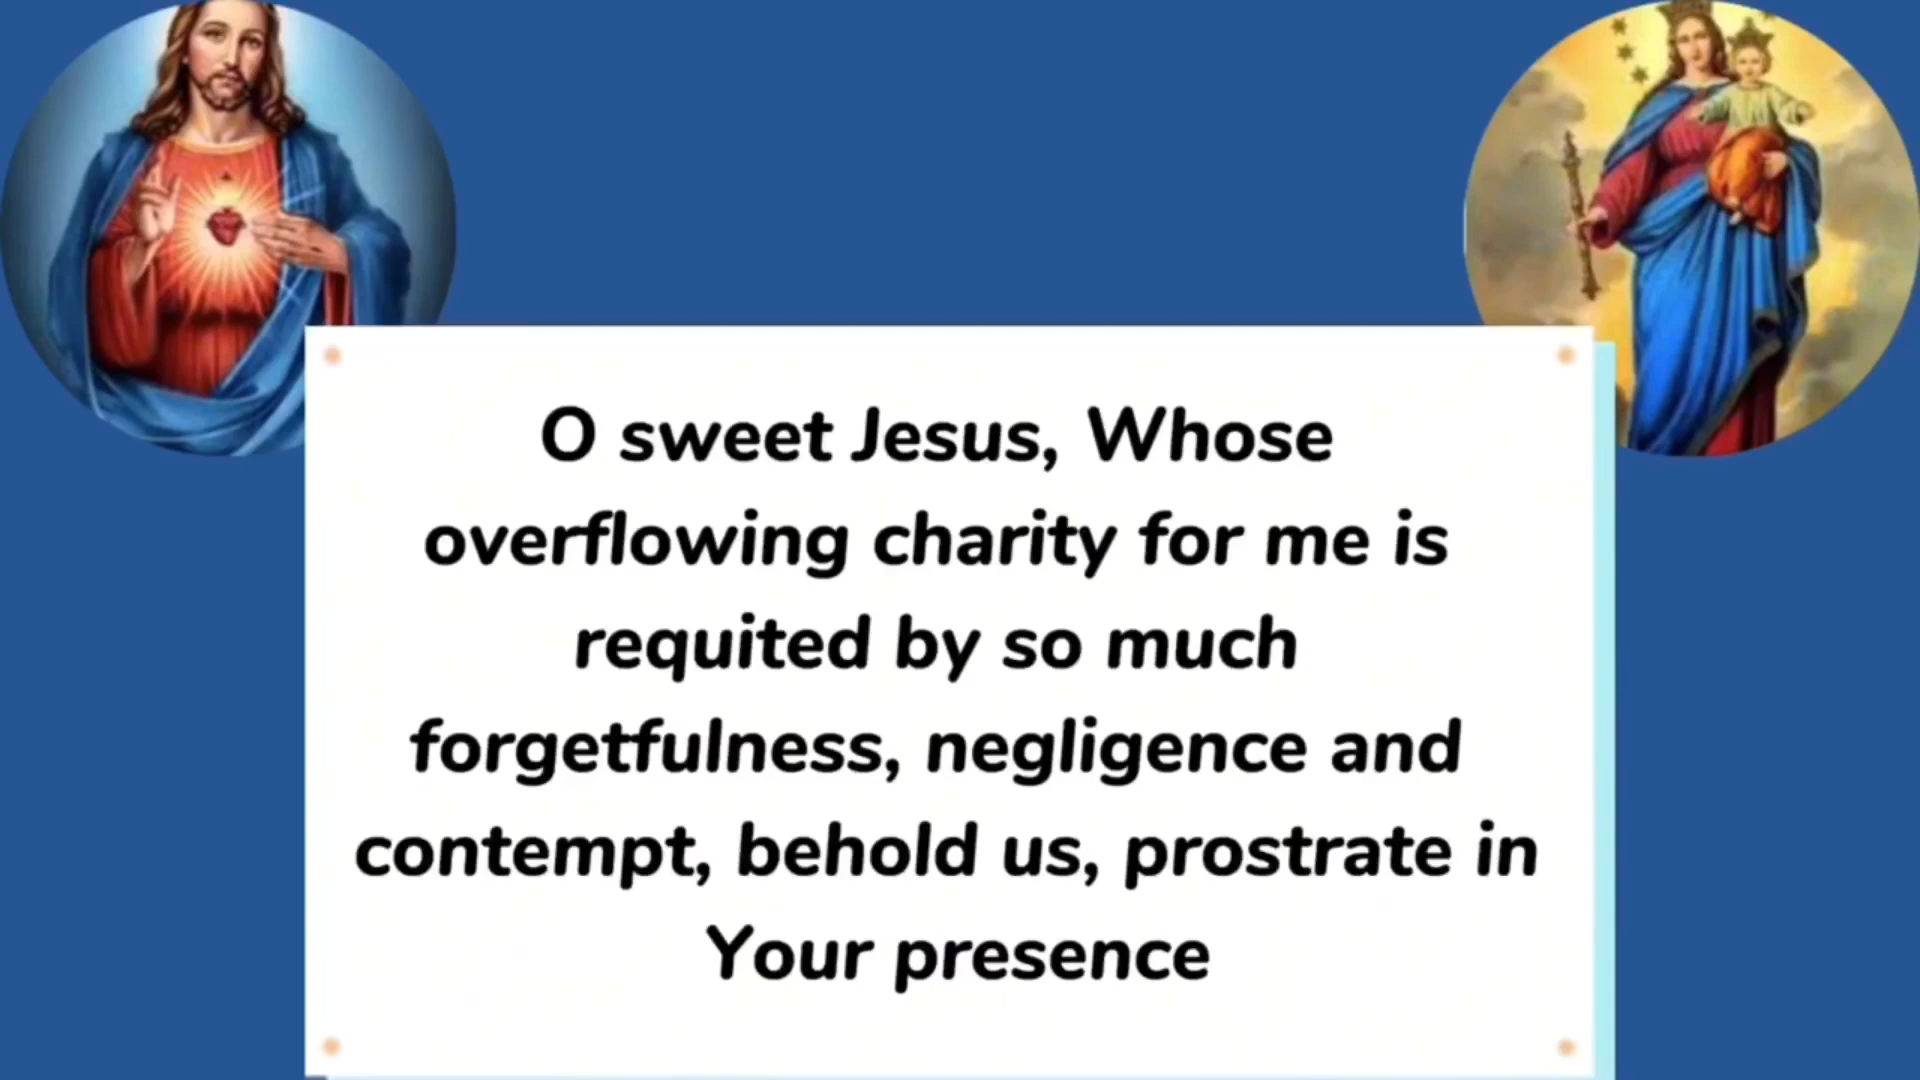 O sweet Jesus, Whose
overflowing charity for me is
requited by so much
forgetfulness, negligence and
contempt, behold us, prostrate in
Your presence